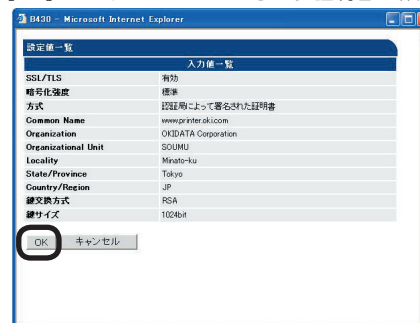 B430 - Microsoft Internet Explorer
設定値一覧
入力値一覧
SSL/TLS 有効
暗号化強度 標準
方式 認証局によって署名された証明書
Common Name www.printer.oki.com
Organization OKIDATA Corporation
Organizational Unit SOUMU
Locality Minato-ku
State/Province Tokyo
Country/Region JP
鍵交換方式 RSA
鍵サイズ 1024bit
OK キャンセル